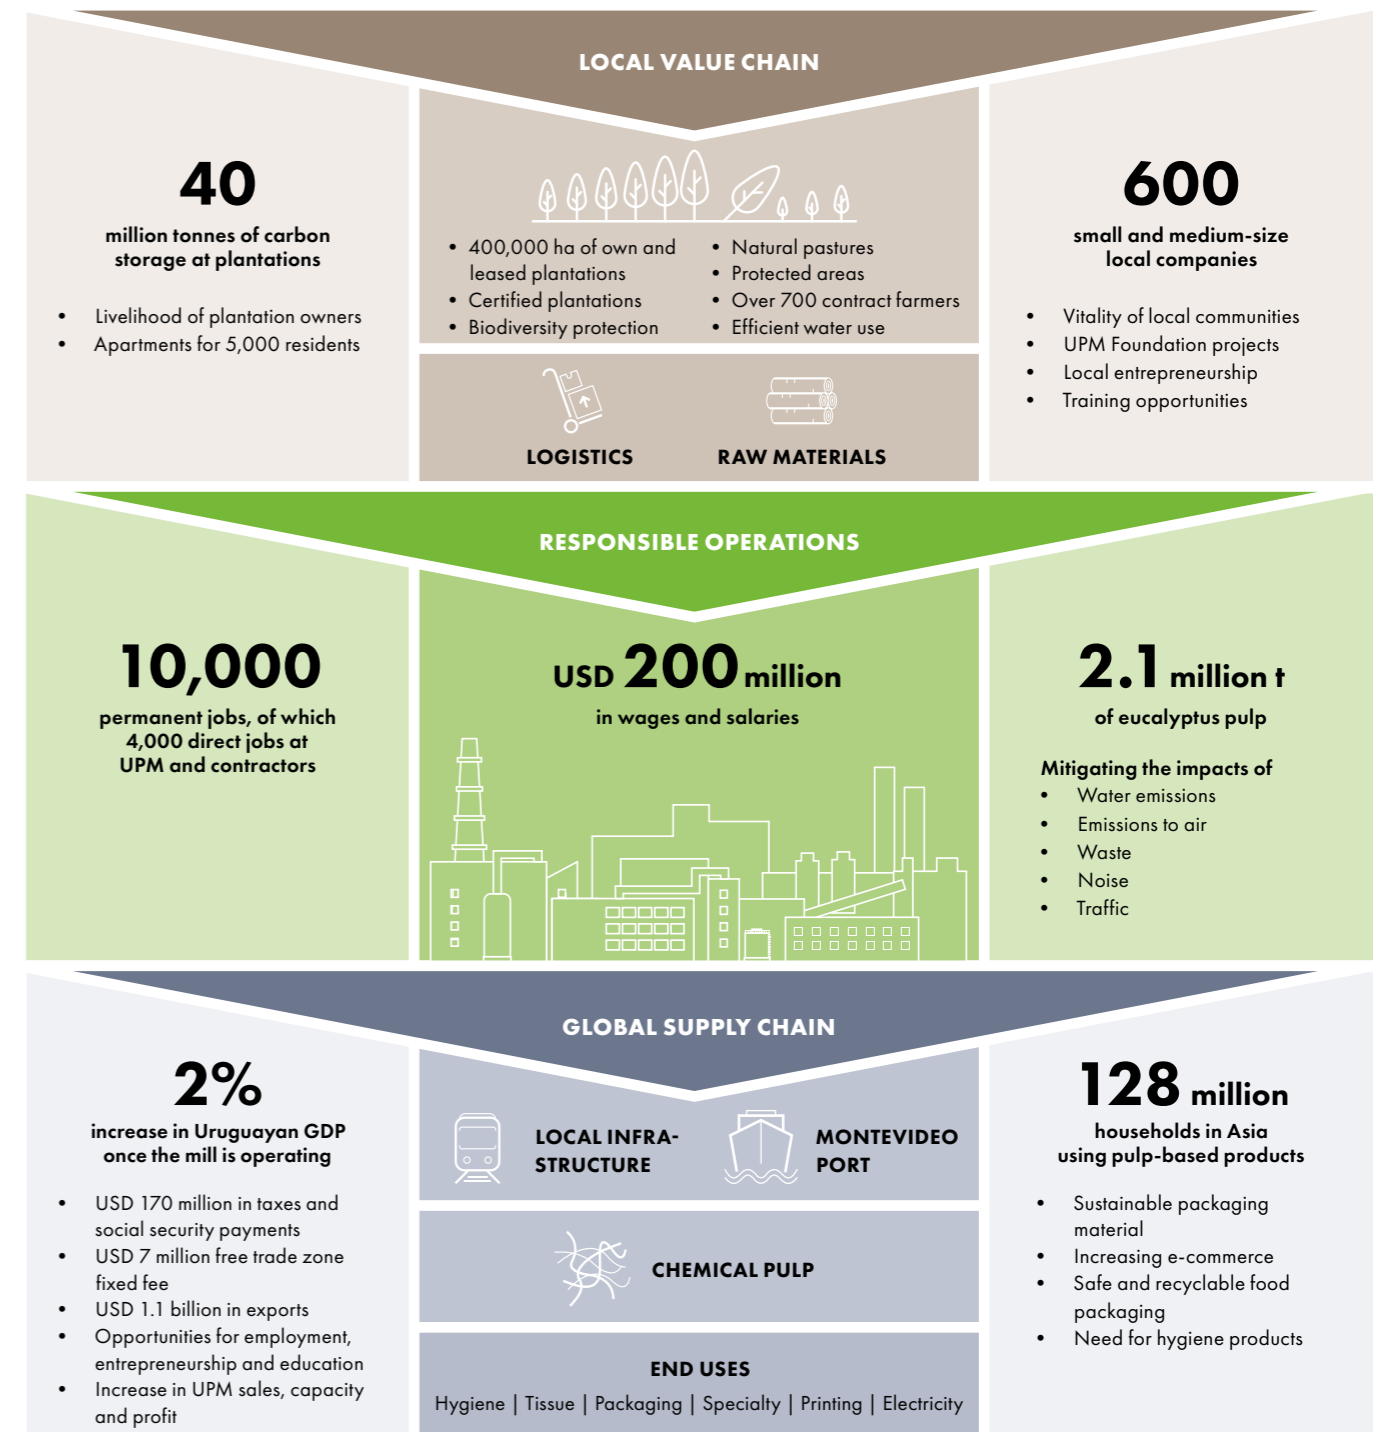 LOCAL VALUE CHAIN
40
million tonnes of carbon
storage at plantations
• Livelihood of plantation owners
• Apartments for 5,000 residents
• 400,000 ha of own and
leased plantations
• Certified plantations
• Biodiversity protection
• Natural pastures
• Protected areas
• Over 700 contract farmers
• Efficient water use
LOGISTICS
RAW MATERIALS
600
small and medium-size
local companies
• Vitality of local communities
• UPM Foundation projects
• Local entrepreneurship
• Training opportunities
RESPONSIBLE OPERATIONS
10,000
permanent jobs, of which
4,000 direct jobs at
UPM and contractors
USD 200 million
in wages and salaries
2.1 million t
of eucalyptus pulp
Mitigating the impacts of
• Water emissions
• Emissions to air
• Waste
• Noise
• Traffic
GLOBAL SUPPLY CHAIN
2%
increase in Uruguayan GDP
once the mill is operating
• USD 170 million in taxes and
social security payments
• USD 7 million free trade zone
fixed fee
• USD 1.1 billion in exports
• Opportunities for employment,
entrepreneurship and education
• Increase in UPM sales, capacity
and profit
LOCAL INFRA-
STRUCTURE
MONTEVIDEO
PORT
CHEMICAL PULP
END USES
Hygiene | Tissue | Packaging | Specialty | Printing | Electricity
128 million
households in Asia
using pulp-based products
• Sustainable packaging
material
• Increasing e-commerce
• Safe and recyclable food
packaging
• Need for hygiene products